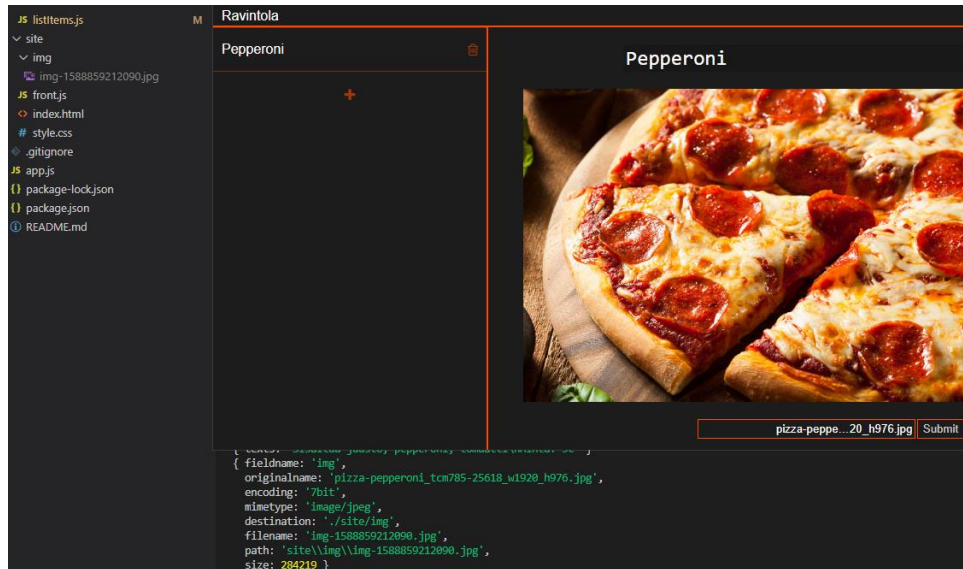 JS listItems.js M
site
img
img-1588859212090.jpg
JS front.js
<> index.html
# style.css
.gitignore
JS app.js
{} package-lock.json
{} package.json
README.md
Ravintola
Pepperoni
+
Pepperoni
pizza-peppe...20_h976.jpg Submit
{ fieldname: 'img',
originalname: 'pizza-pepperoni_tcm785-25618_w1920_h976.jpg',
encoding: '7bit',
mimetype: 'image/jpeg',
destination: './site/img',
filename: 'img-1588859212090.jpg',
path: 'site\\img\\img-1588859212090.jpg',
size: 284219 }